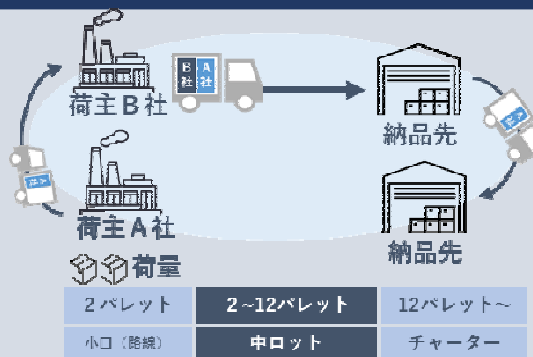 B社 A社
荷主B社
納品先
荷主A社
納品先
荷量
2パレット 2~12パレット 12パレット~
小口(路線) 中ロット チャーター